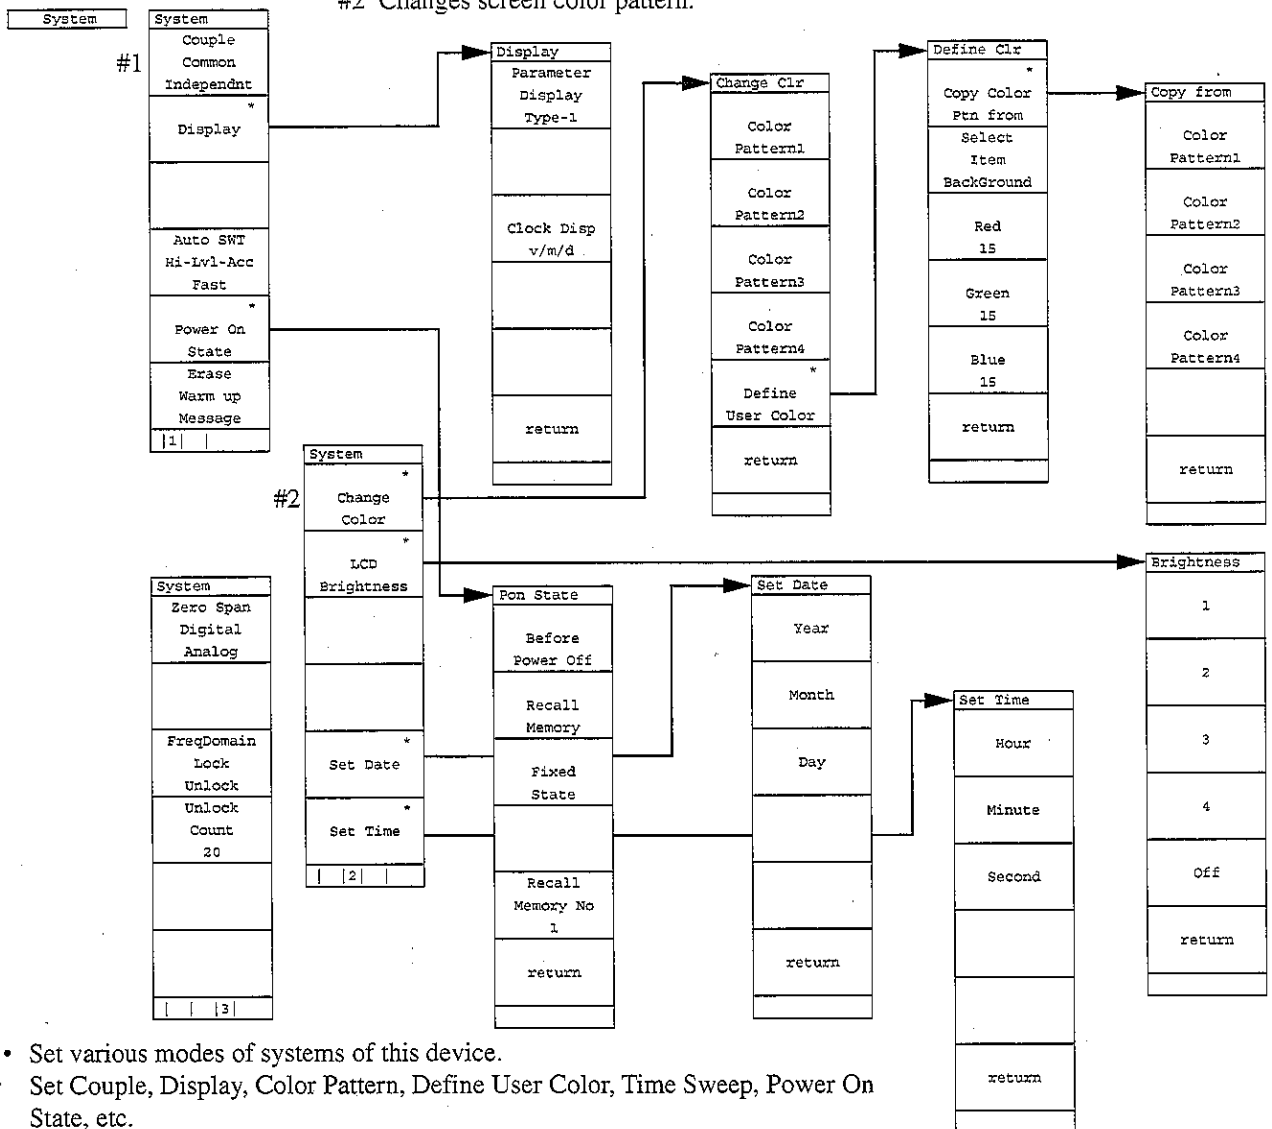 #2 Changes screen color pattern.
System
System
#1
Couple
Common
Independnt
*
Display
Auto SWT
Hi-Lvl-Acc
Fast
*
Power On
State
Erase
Warm up
Message
|1| |
Display
Parameter
Display
Type-1
Clock Disp
y/m/d
return
Change Clr
Color
Pattern1
Color
Pattern2
Color
Pattern3
Color
Pattern4
*
Define
User Color
return
Define Clr
*
Copy Color
Ptn from
Select
Item
BackGround
Red
15
Green
15
Blue
15
return
Copy from
Color
Pattern1
Color
Pattern2
Color
Pattern3
Color
Pattern4
return
System
#2
*
Change
Color
*
LCD
Brightness
*
Set Date
*
Set Time
| |2| |
System
Zero Span
Digital
Analog
FreqDomain
Lock
Unlock
Unlock
Count
20
| | |3|
Pon State
Before
Power Off
Recall
Memory
Fixed
State
Recall
Memory No
1
return
Set Date
Year
Month
Day
return
Set Time
Hour
Minute
Second
return
Brightness
1
2
3
4
Off
return
• Set various modes of systems of this device.
Set Couple, Display, Color Pattern, Define User Color, Time Sweep, Power On
State, etc.